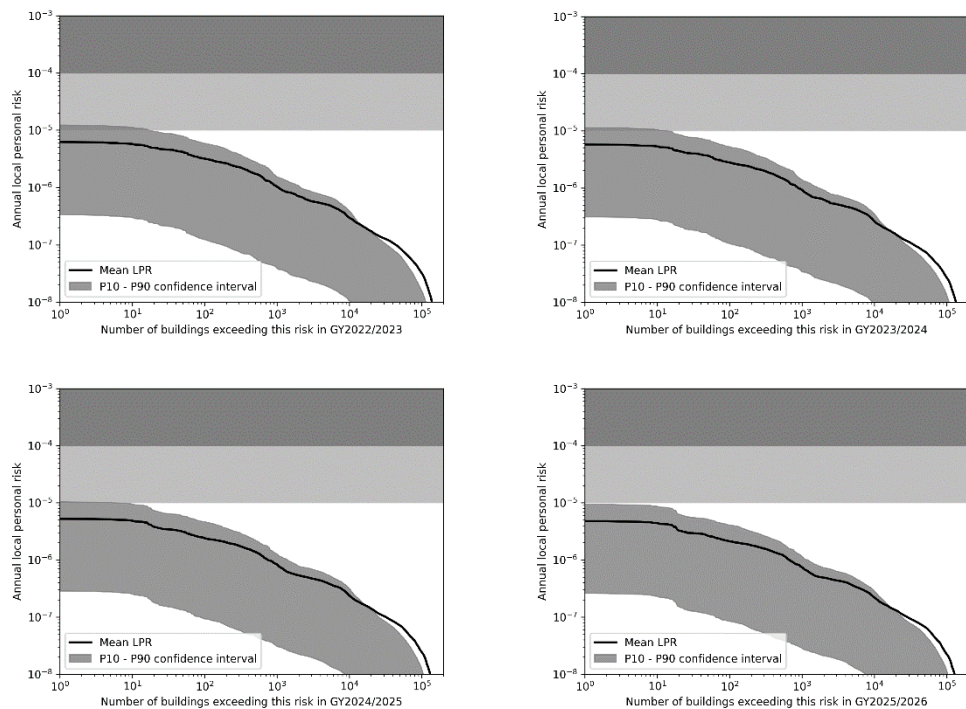 10⁻³
10⁻⁴
10⁻⁵
10⁻⁶
10⁻⁷
10⁻⁸
Annual local personal risk
Mean LPR
P10 - P90 confidence interval
10⁰ 10¹ 10² 10³ 10⁴ 10⁵
Number of buildings exceeding this risk in GY2022/2023
10⁻³
10⁻⁴
10⁻⁵
10⁻⁶
10⁻⁷
10⁻⁸
Annual local personal risk
Mean LPR
P10 - P90 confidence interval
10⁰ 10¹ 10² 10³ 10⁴ 10⁵
Number of buildings exceeding this risk in GY2023/2024
10⁻³
10⁻⁴
10⁻⁵
10⁻⁶
10⁻⁷
10⁻⁸
Annual local personal risk
Mean LPR
P10 - P90 confidence interval
10⁰ 10¹ 10² 10³ 10⁴ 10⁵
Number of buildings exceeding this risk in GY2024/2025
10⁻³
10⁻⁴
10⁻⁵
10⁻⁶
10⁻⁷
10⁻⁸
Annual local personal risk
Mean LPR
P10 - P90 confidence interval
10⁰ 10¹ 10² 10³ 10⁴ 10⁵
Number of buildings exceeding this risk in GY2025/2026